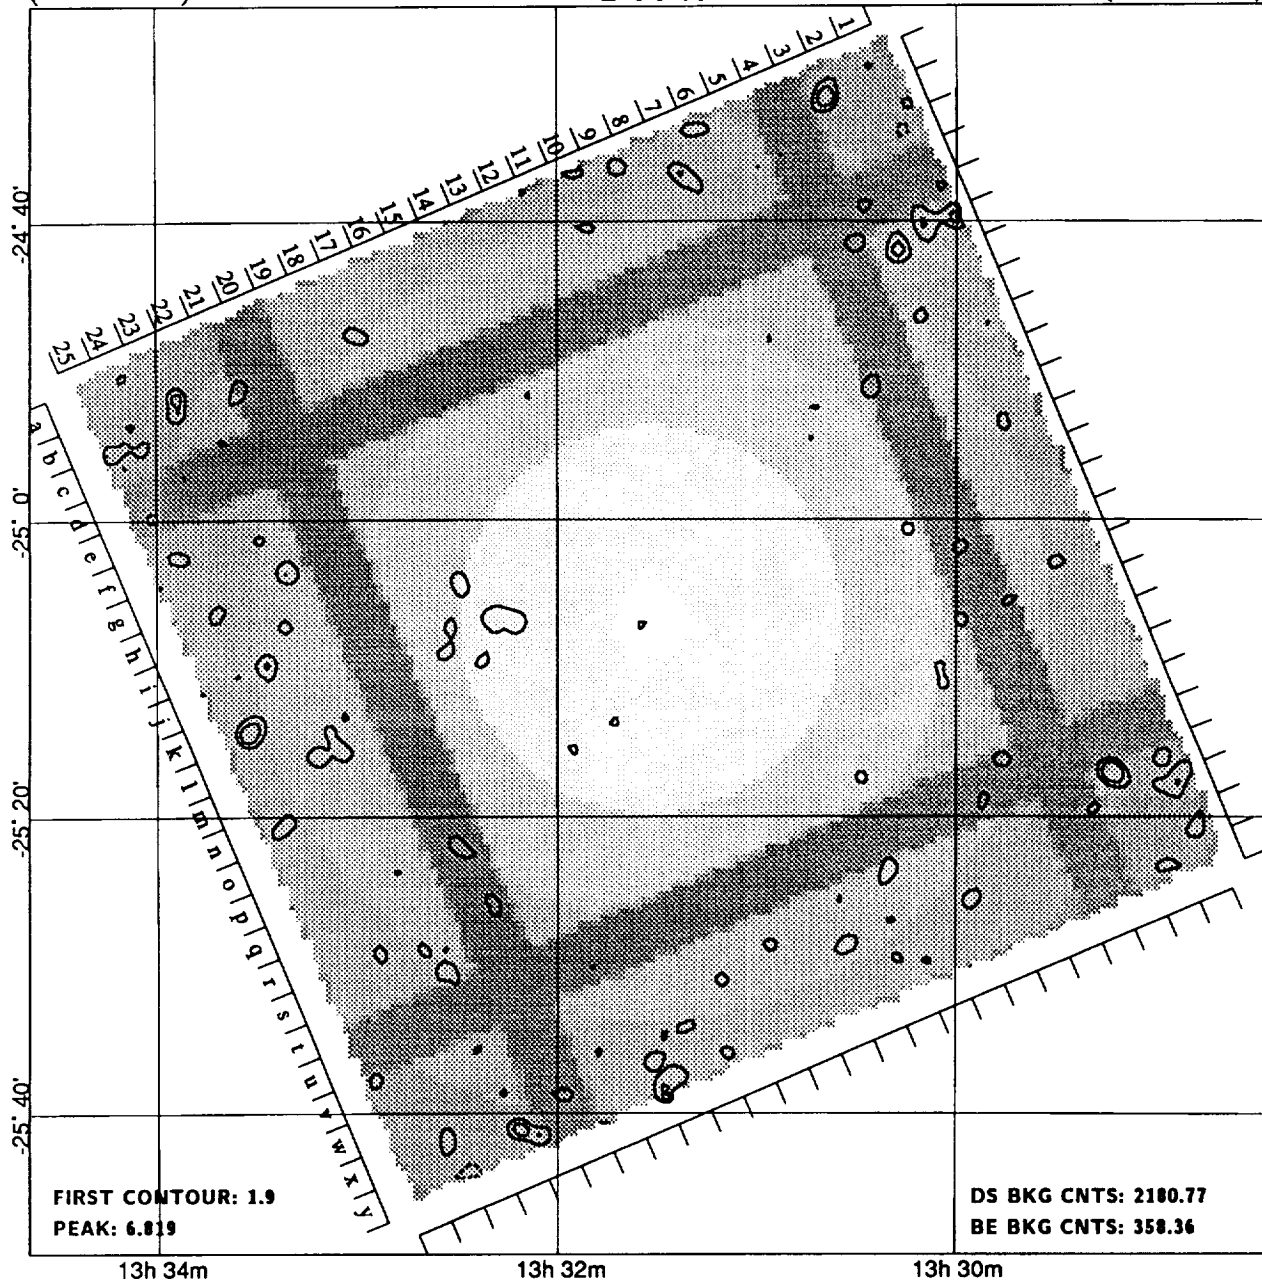 1
2
3
4
5
6
7
8
9
10
11
12
13
14
15
16
17
18
19
20
21
22
23
24
25
a
b
c
d
e
f
g
h
i
j
k
l
m
n
o
p
q
r
s
t
u
v
w
x
y
-24° 40'
-25° 0'
-25° 20'
-25° 40'
FIRST CONTOUR: 1.9
PEAK: 6.819
DS BKG CNTS: 2180.77
BE BKG CNTS: 358.36
13h 34m
13h 32m
13h 30m